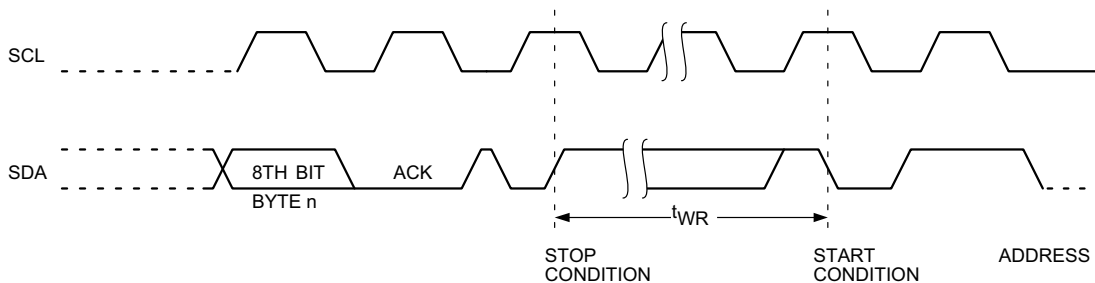 SCL
SDA
8TH BIT
ACK
BYTE n
tWR
STOP
CONDITION
START
CONDITION
ADDRESS